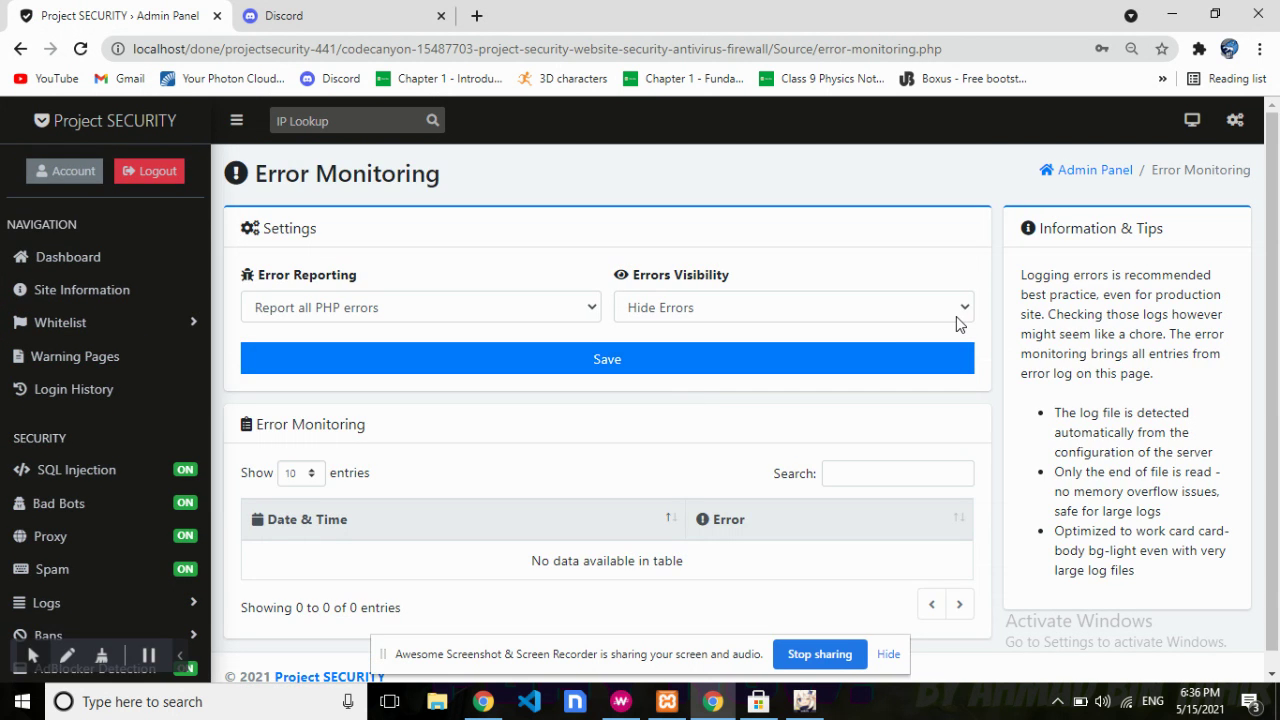 Project SECURITY › Admin Panel
Discord
localhost/done/projectsecurity-441/codecanyon-15487703-project-security-website-security-antivirus-firewall/Source/error-monitoring.php
YouTube
Gmail
Your Photon Cloud...
Discord
Chapter 1 - Introdu...
3D characters
Chapter 1 - Funda...
Class 9 Physics Not...
Boxus - Free bootst...
»
Reading list
Project SECURITY
IP Lookup
Account
Logout
Error Monitoring
Admin Panel / Error Monitoring
NAVIGATION
Dashboard
Site Information
Whitelist
Warning Pages
Login History
SECURITY
SQL Injection ON
Bad Bots ON
Proxy ON
Spam ON
Logs
Bans
AdBlocker Detection ON
Settings
Error Reporting
Errors Visibility
Report all PHP errors
Hide Errors
Save
Error Monitoring
Show 10 entries
Search:
Date & Time
Error
No data available in table
Showing 0 to 0 of 0 entries
Information & Tips
Logging errors is recommended
best practice, even for production
site. Checking those logs however
might seem like a chore. The error
monitoring brings all entries from
error log on this page.
• The log file is detected
automatically from the
configuration of the server
• Only the end of file is read -
no memory overflow issues,
safe for large logs
• Optimized to work card card-
body bg-light even with very
large log files
Activate Windows
Go to Settings to activate Windows.
© 2021 Project SECURITY
Awesome Screenshot & Screen Recorder is sharing your screen and audio.
Stop sharing
Hide
Type here to search
ENG
6:36 PM
5/15/2021
3